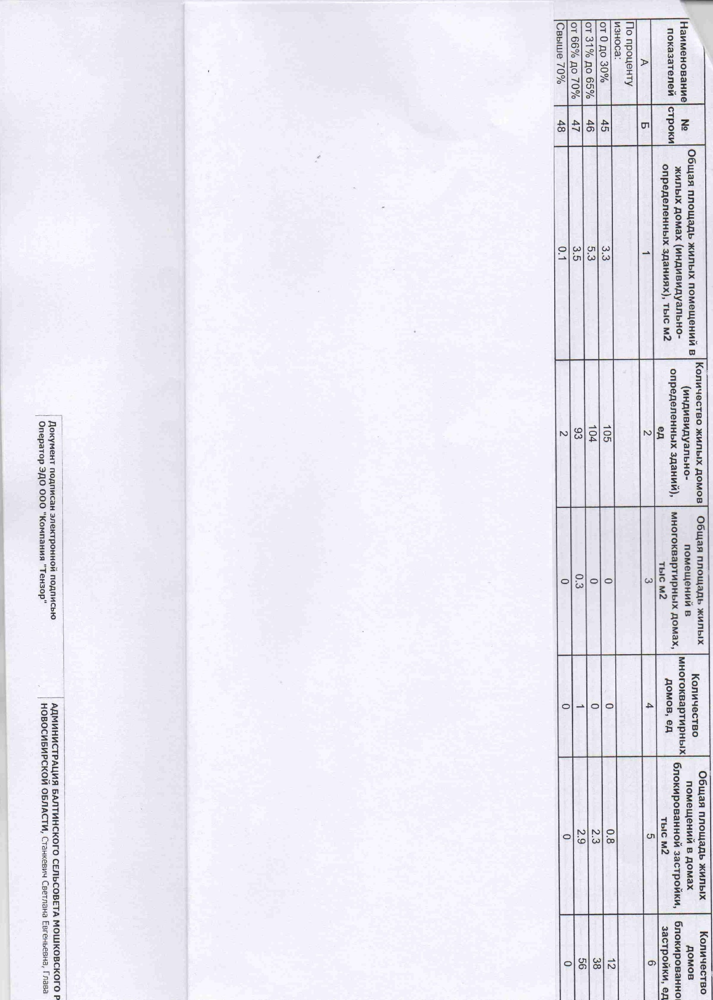 Наименование
показателей
№
строки
Общая площадь жилых помещений в
жилых домах (индивидуально-
определенных зданиях), тыс м2
Количество жилых домов
(индивидуально-
определенных зданий),
ед
Общая площадь жилых
помещений в
многоквартирных домах,
тыс м2
Количество
многоквартирных
домов, ед
Общая площадь жилых
помещений в домах
блокированной застройки,
тыс м2
Количество
домов
блокированно
застройки, ед
А Б 1 2 3 4 5 6
По проценту
износа:
от 0 до 30% 45 3.3 105 0 0 0.8 12
от 31% до 65% 46 5.3 104 0 0 2.3 38
от 66% до 70% 47 3.5 93 0.3 1 2.9 56
Свыше 70% 48 0.1 2 0 0 0 0
Документ подписан электронной подписью
Оператор ЭДО ООО "Компания "Тензор"
АДМИНИСТРАЦИЯ БАЛТИНСКОГО СЕЛЬСОВЕТА МОШКОВСКОГО Р
НОВОСИБИРСКОЙ ОБЛАСТИ, Станкевич Светлана Евгеньевна, Глава